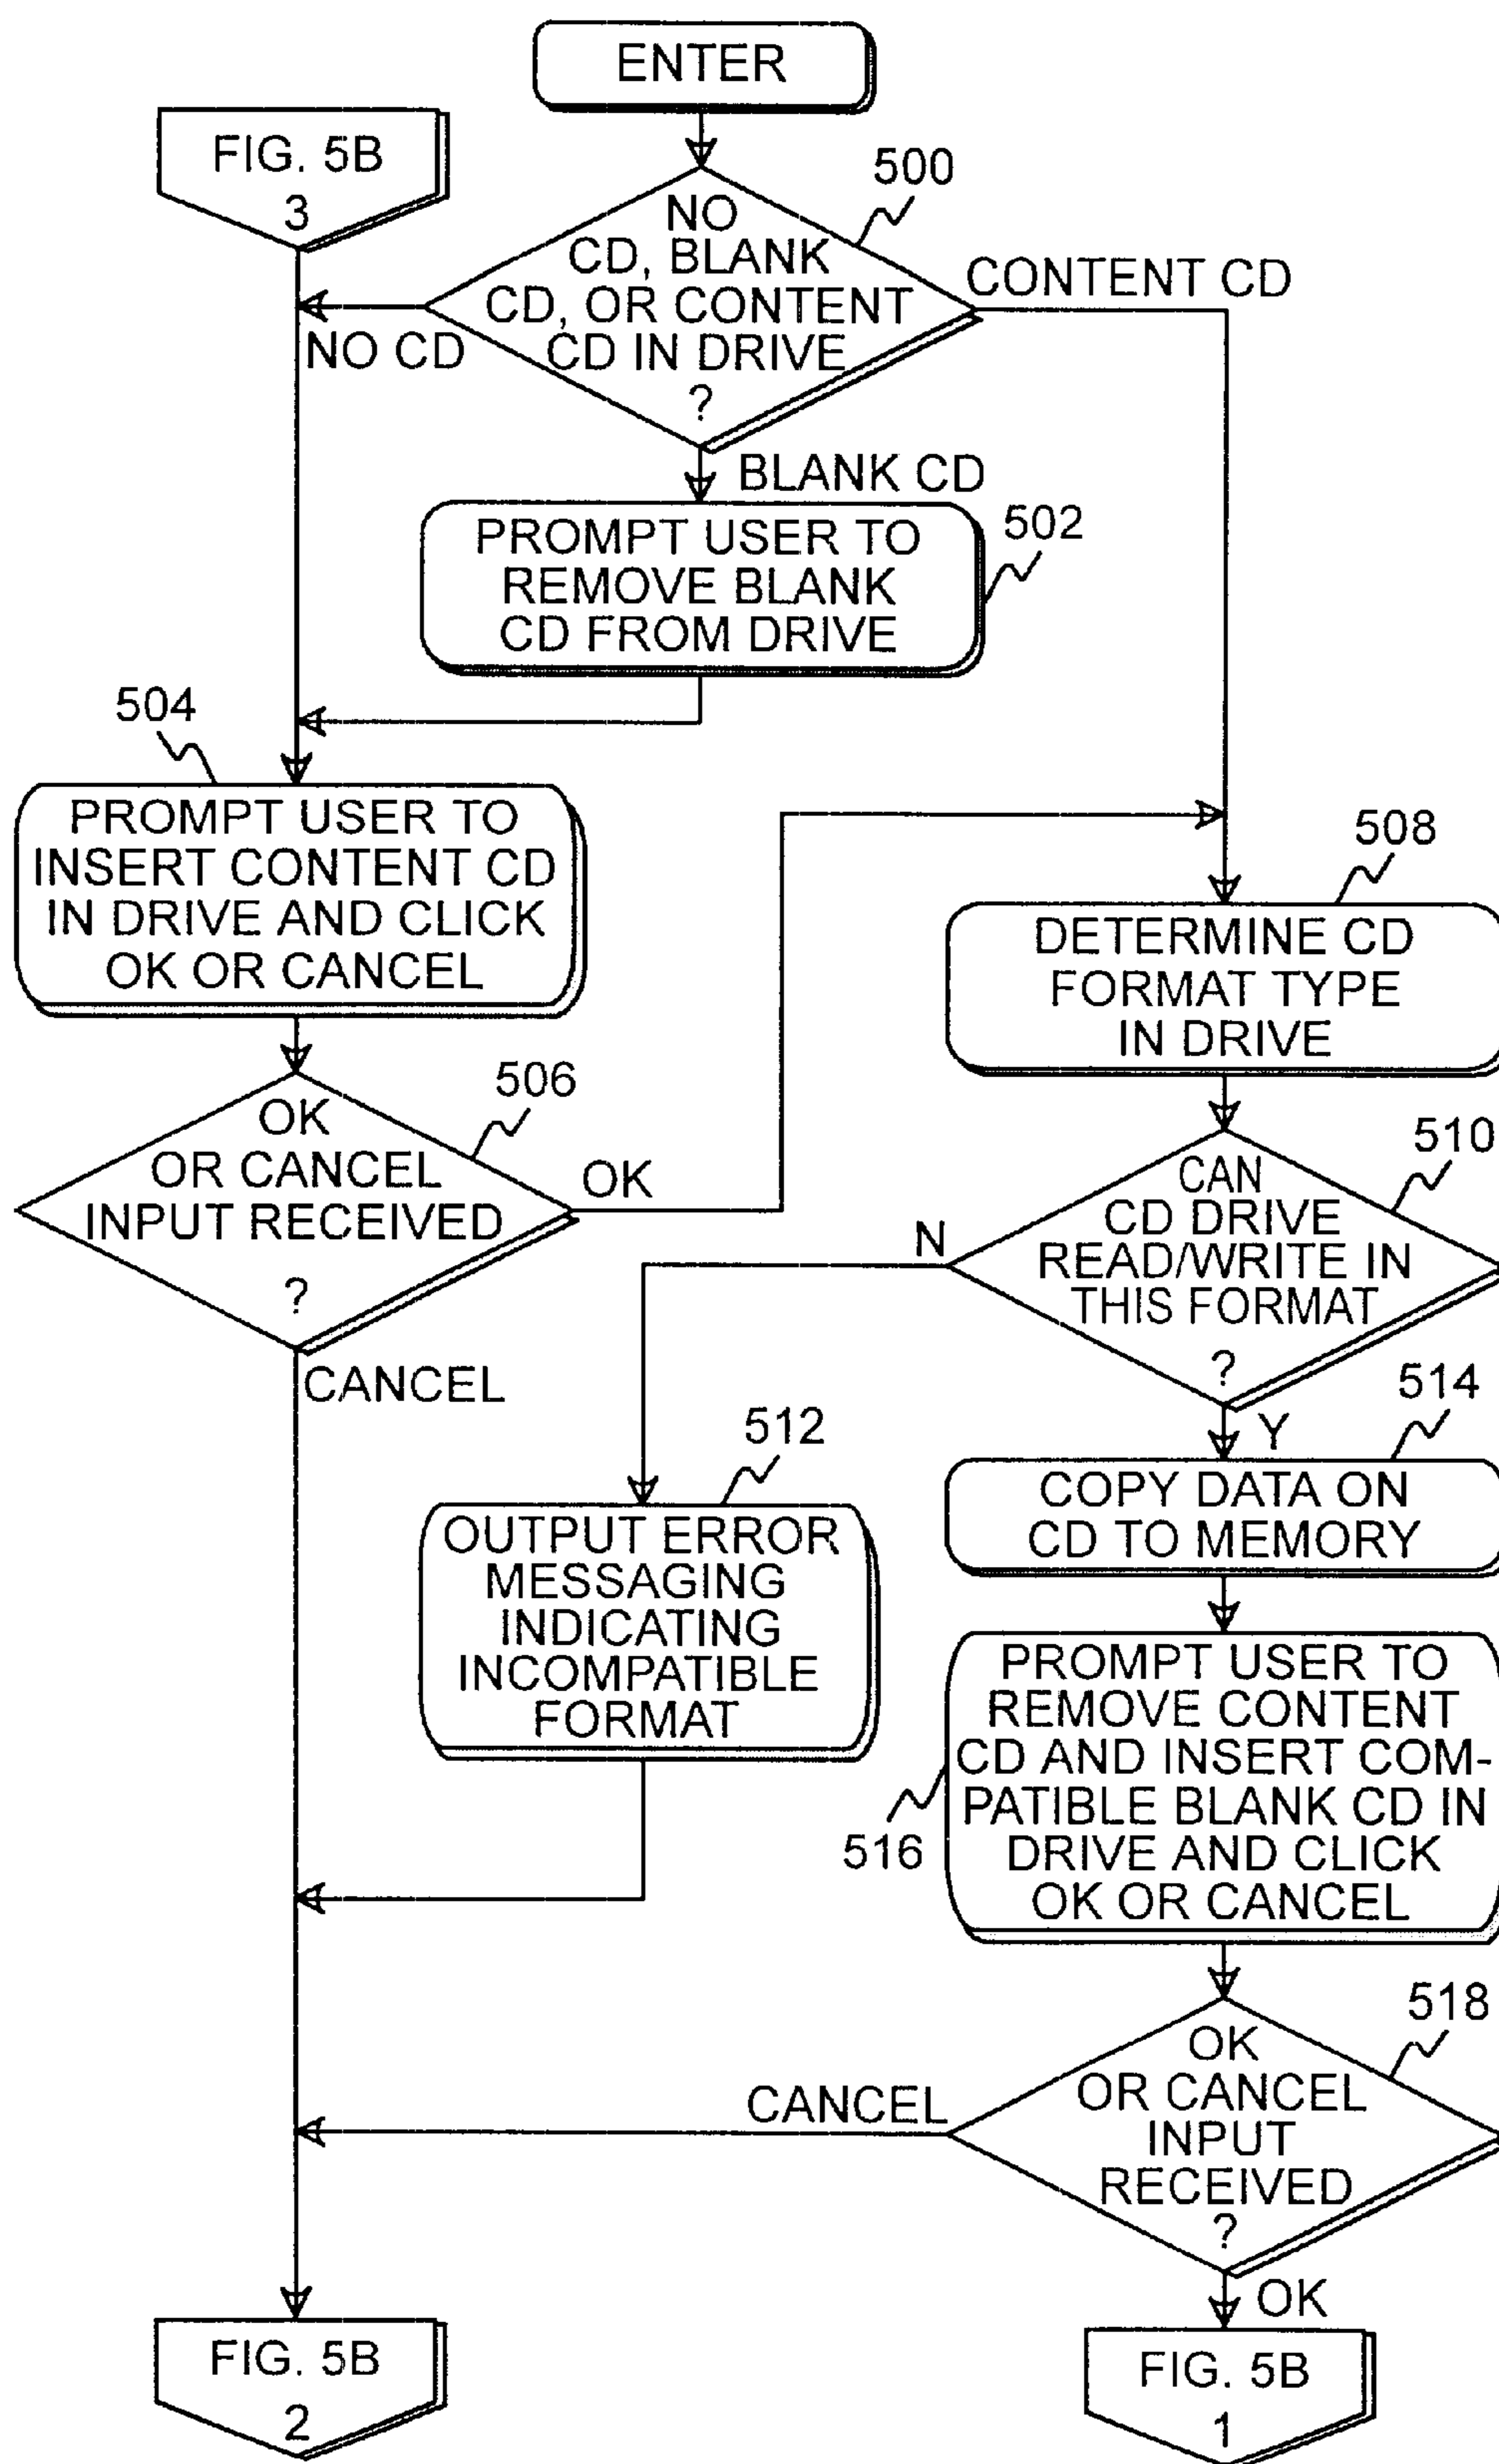 ENTER
FIG. 5B
3
500
NO
CD, BLANK
CD, OR CONTENT
CD IN DRIVE
?
CONTENT CD
NO CD
BLANK CD
502
PROMPT USER TO
REMOVE BLANK
CD FROM DRIVE
504
PROMPT USER TO
INSERT CONTENT CD
IN DRIVE AND CLICK
OK OR CANCEL
506
OK
OR CANCEL
INPUT RECEIVED
?
OK
CANCEL
508
DETERMINE CD
FORMAT TYPE
IN DRIVE
510
CAN
CD DRIVE
READ/WRITE IN
THIS FORMAT
?
N
Y
512
OUTPUT ERROR
MESSAGING
INDICATING
INCOMPATIBLE
FORMAT
514
COPY DATA ON
CD TO MEMORY
516
PROMPT USER TO
REMOVE CONTENT
CD AND INSERT COM-
PATIBLE BLANK CD IN
DRIVE AND CLICK
OK OR CANCEL
518
OK
OR CANCEL
INPUT
RECEIVED
?
CANCEL
OK
FIG. 5B
2
FIG. 5B
1